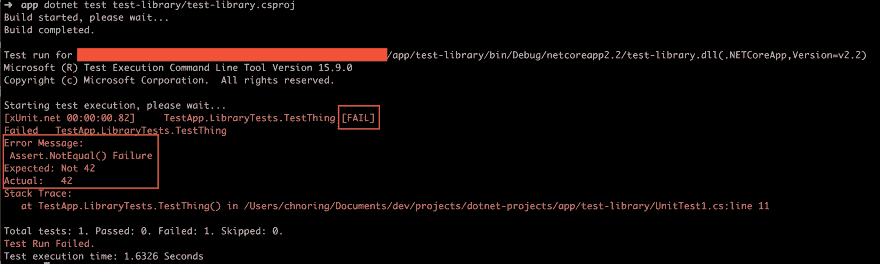 → app dotnet test test-library/test-library.csproj
Build started, please wait...
Build completed.
Test run for /app/test-library/bin/Debug/netcoreapp2.2/test-library.dll(.NETCoreApp,Version=v2.2)
Microsoft (R) Test Execution Command Line Tool Version 15.9.0
Copyright (c) Microsoft Corporation.  All rights reserved.
Starting test execution, please wait...
[xUnit.net 00:00:00.82]     TestApp.LibraryTests.TestThing [FAIL]
Failed   TestApp.LibraryTests.TestThing
Error Message:
 Assert.NotEqual() Failure
Expected: Not 42
Actual:   42
Stack Trace:
   at TestApp.LibraryTests.TestThing() in /Users/chnoring/Documents/dev/projects/dotnet-projects/app/test-library/UnitTest1.cs:line 11
Total tests: 1. Passed: 0. Failed: 1. Skipped: 0.
Test Run Failed.
Test execution time: 1.6326 Seconds